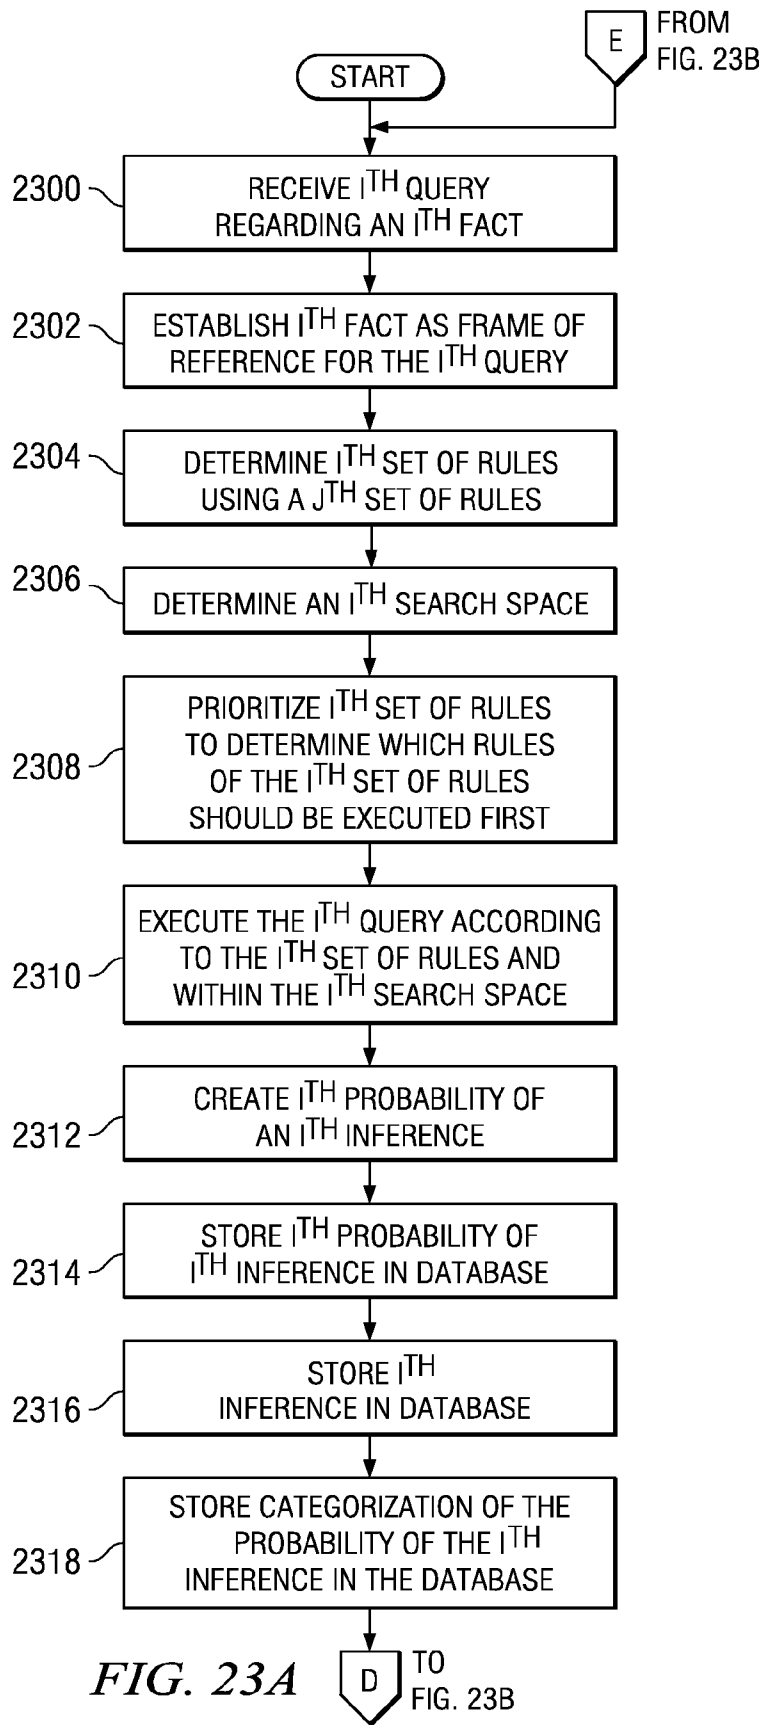 E
FROM
FIG. 23B
START
2300
RECEIVE ITH QUERY
REGARDING AN ITH FACT
2302
ESTABLISH ITH FACT AS FRAME OF
REFERENCE FOR THE ITH QUERY
2304
DETERMINE ITH SET OF RULES
USING A JTH SET OF RULES
2306
DETERMINE AN ITH SEARCH SPACE
2308
PRIORITIZE ITH SET OF RULES
TO DETERMINE WHICH RULES
OF THE ITH SET OF RULES
SHOULD BE EXECUTED FIRST
2310
EXECUTE THE ITH QUERY ACCORDING
TO THE ITH SET OF RULES AND
WITHIN THE ITH SEARCH SPACE
2312
CREATE ITH PROBABILITY OF
AN ITH INFERENCE
2314
STORE ITH PROBABILITY OF
ITH INFERENCE IN DATABASE
2316
STORE ITH
INFERENCE IN DATABASE
2318
STORE CATEGORIZATION OF THE
PROBABILITY OF THE ITH
INFERENCE IN THE DATABASE
FIG. 23A
D
TO
FIG. 23B